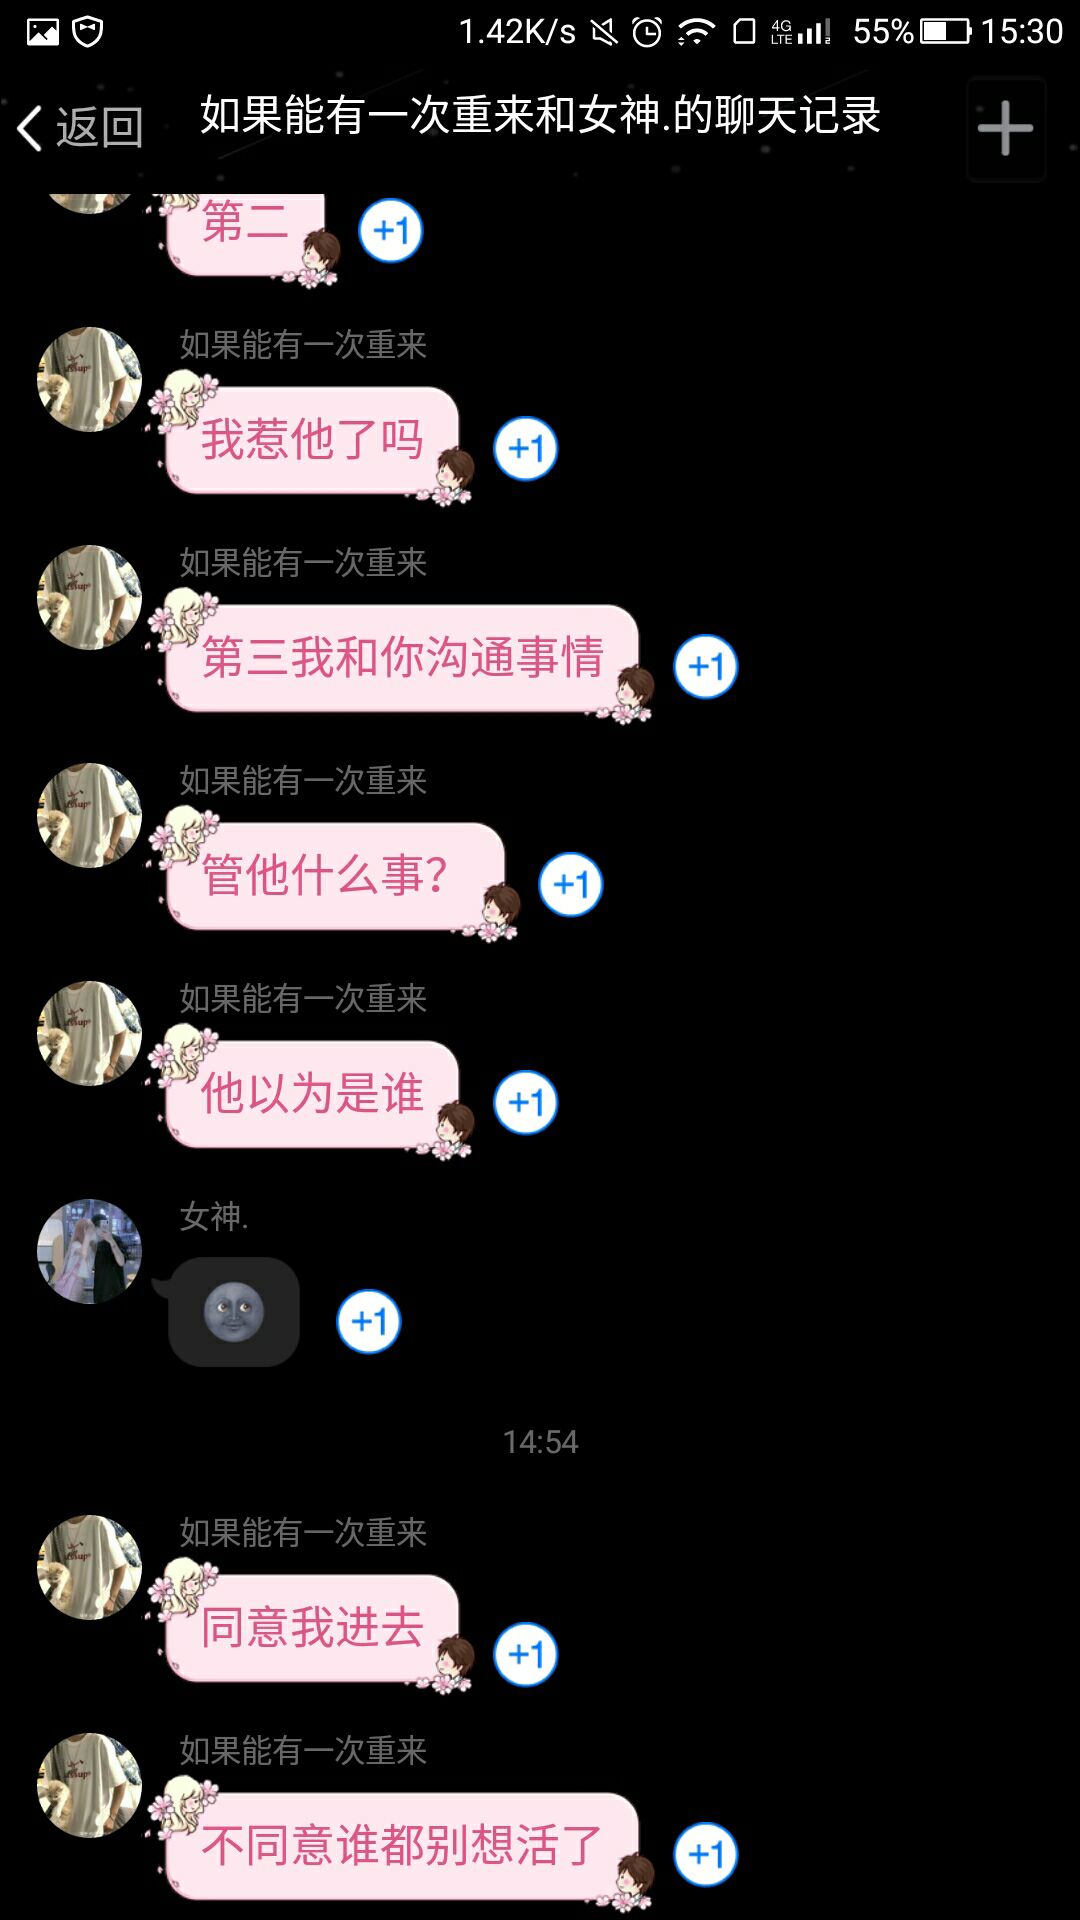 1.42K/s 4G LTE 55% 15:30
返回
如果能有一次重来和女神.的聊天记录
第二
+1
如果能有一次重来
我惹他了吗
+1
如果能有一次重来
第三我和你沟通事情
+1
如果能有一次重来
管他什么事?
+1
如果能有一次重来
他以为是谁
+1
女神.
+1
14:54
如果能有一次重来
同意我进去
+1
如果能有一次重来
不同意谁都别想活了
+1